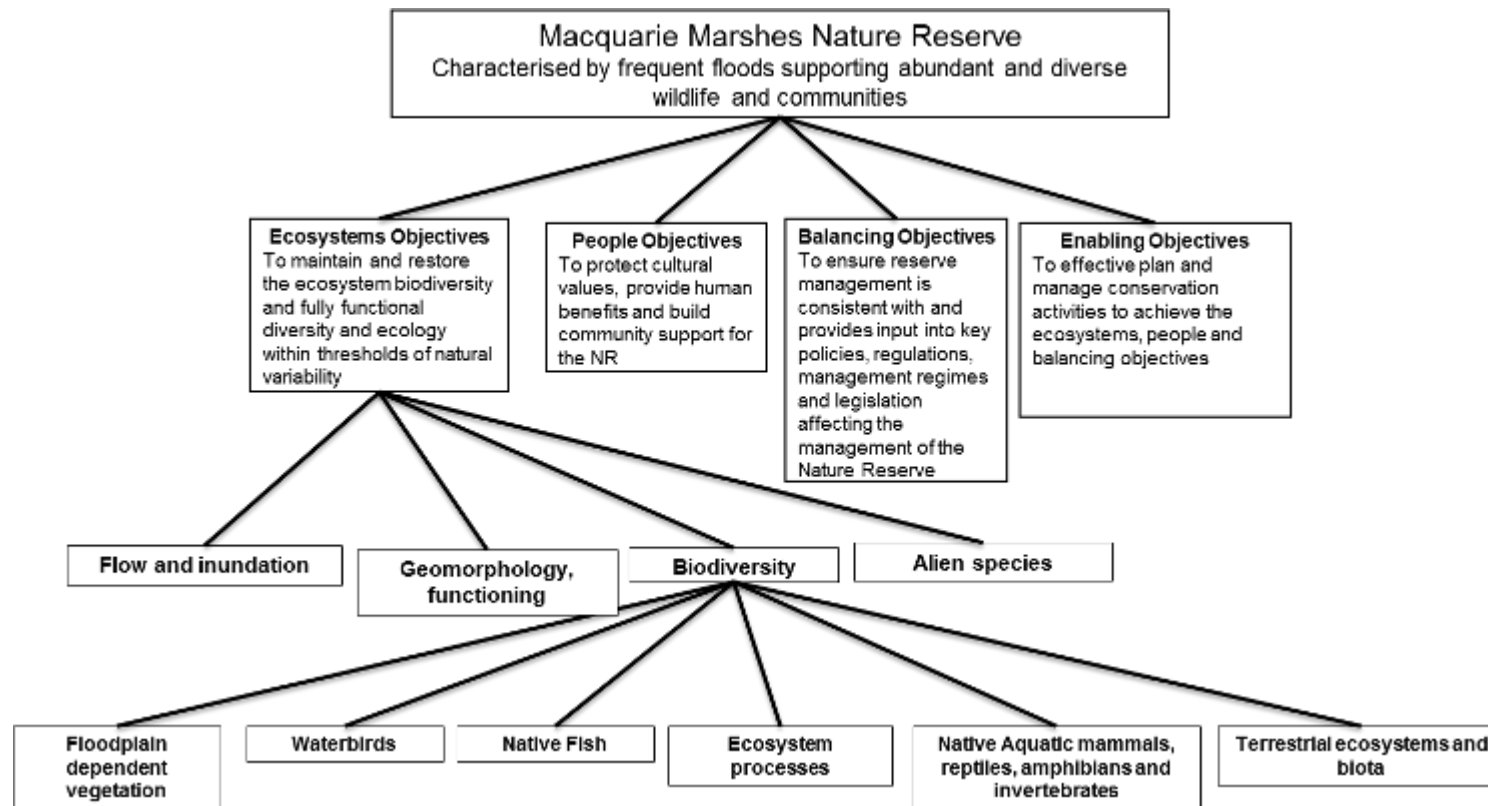 Macquarie Marshes Nature Reserve
Characterised by frequent floods supporting abundant and diverse
wildlife and communities
Ecosystems Objectives
To maintain and restore
the ecosystem biodiversity
and fully functional
diversity and ecology
within thresholds of natural
variability
People Objectives
To protect cultural
values, provide human
benefits and build
community support for
the NR
Balancing Objectives
To ensure reserve
management is
consistent with and
provides input into key
policies, regulations,
management regimes
and legislation
affecting the
management of the
Nature Reserve
Enabling Objectives
To effective plan and
manage conservation
activities to achieve the
ecosystems, people and
balancing objectives
Flow and inundation
Geomorphology,
functioning
Biodiversity
Alien species
Floodplain
dependent
vegetation
Waterbirds
Native Fish
Ecosystem
processes
Native Aquatic mammals,
reptiles, amphibians and
invertebrates
Terrestrial ecosystems and
biota